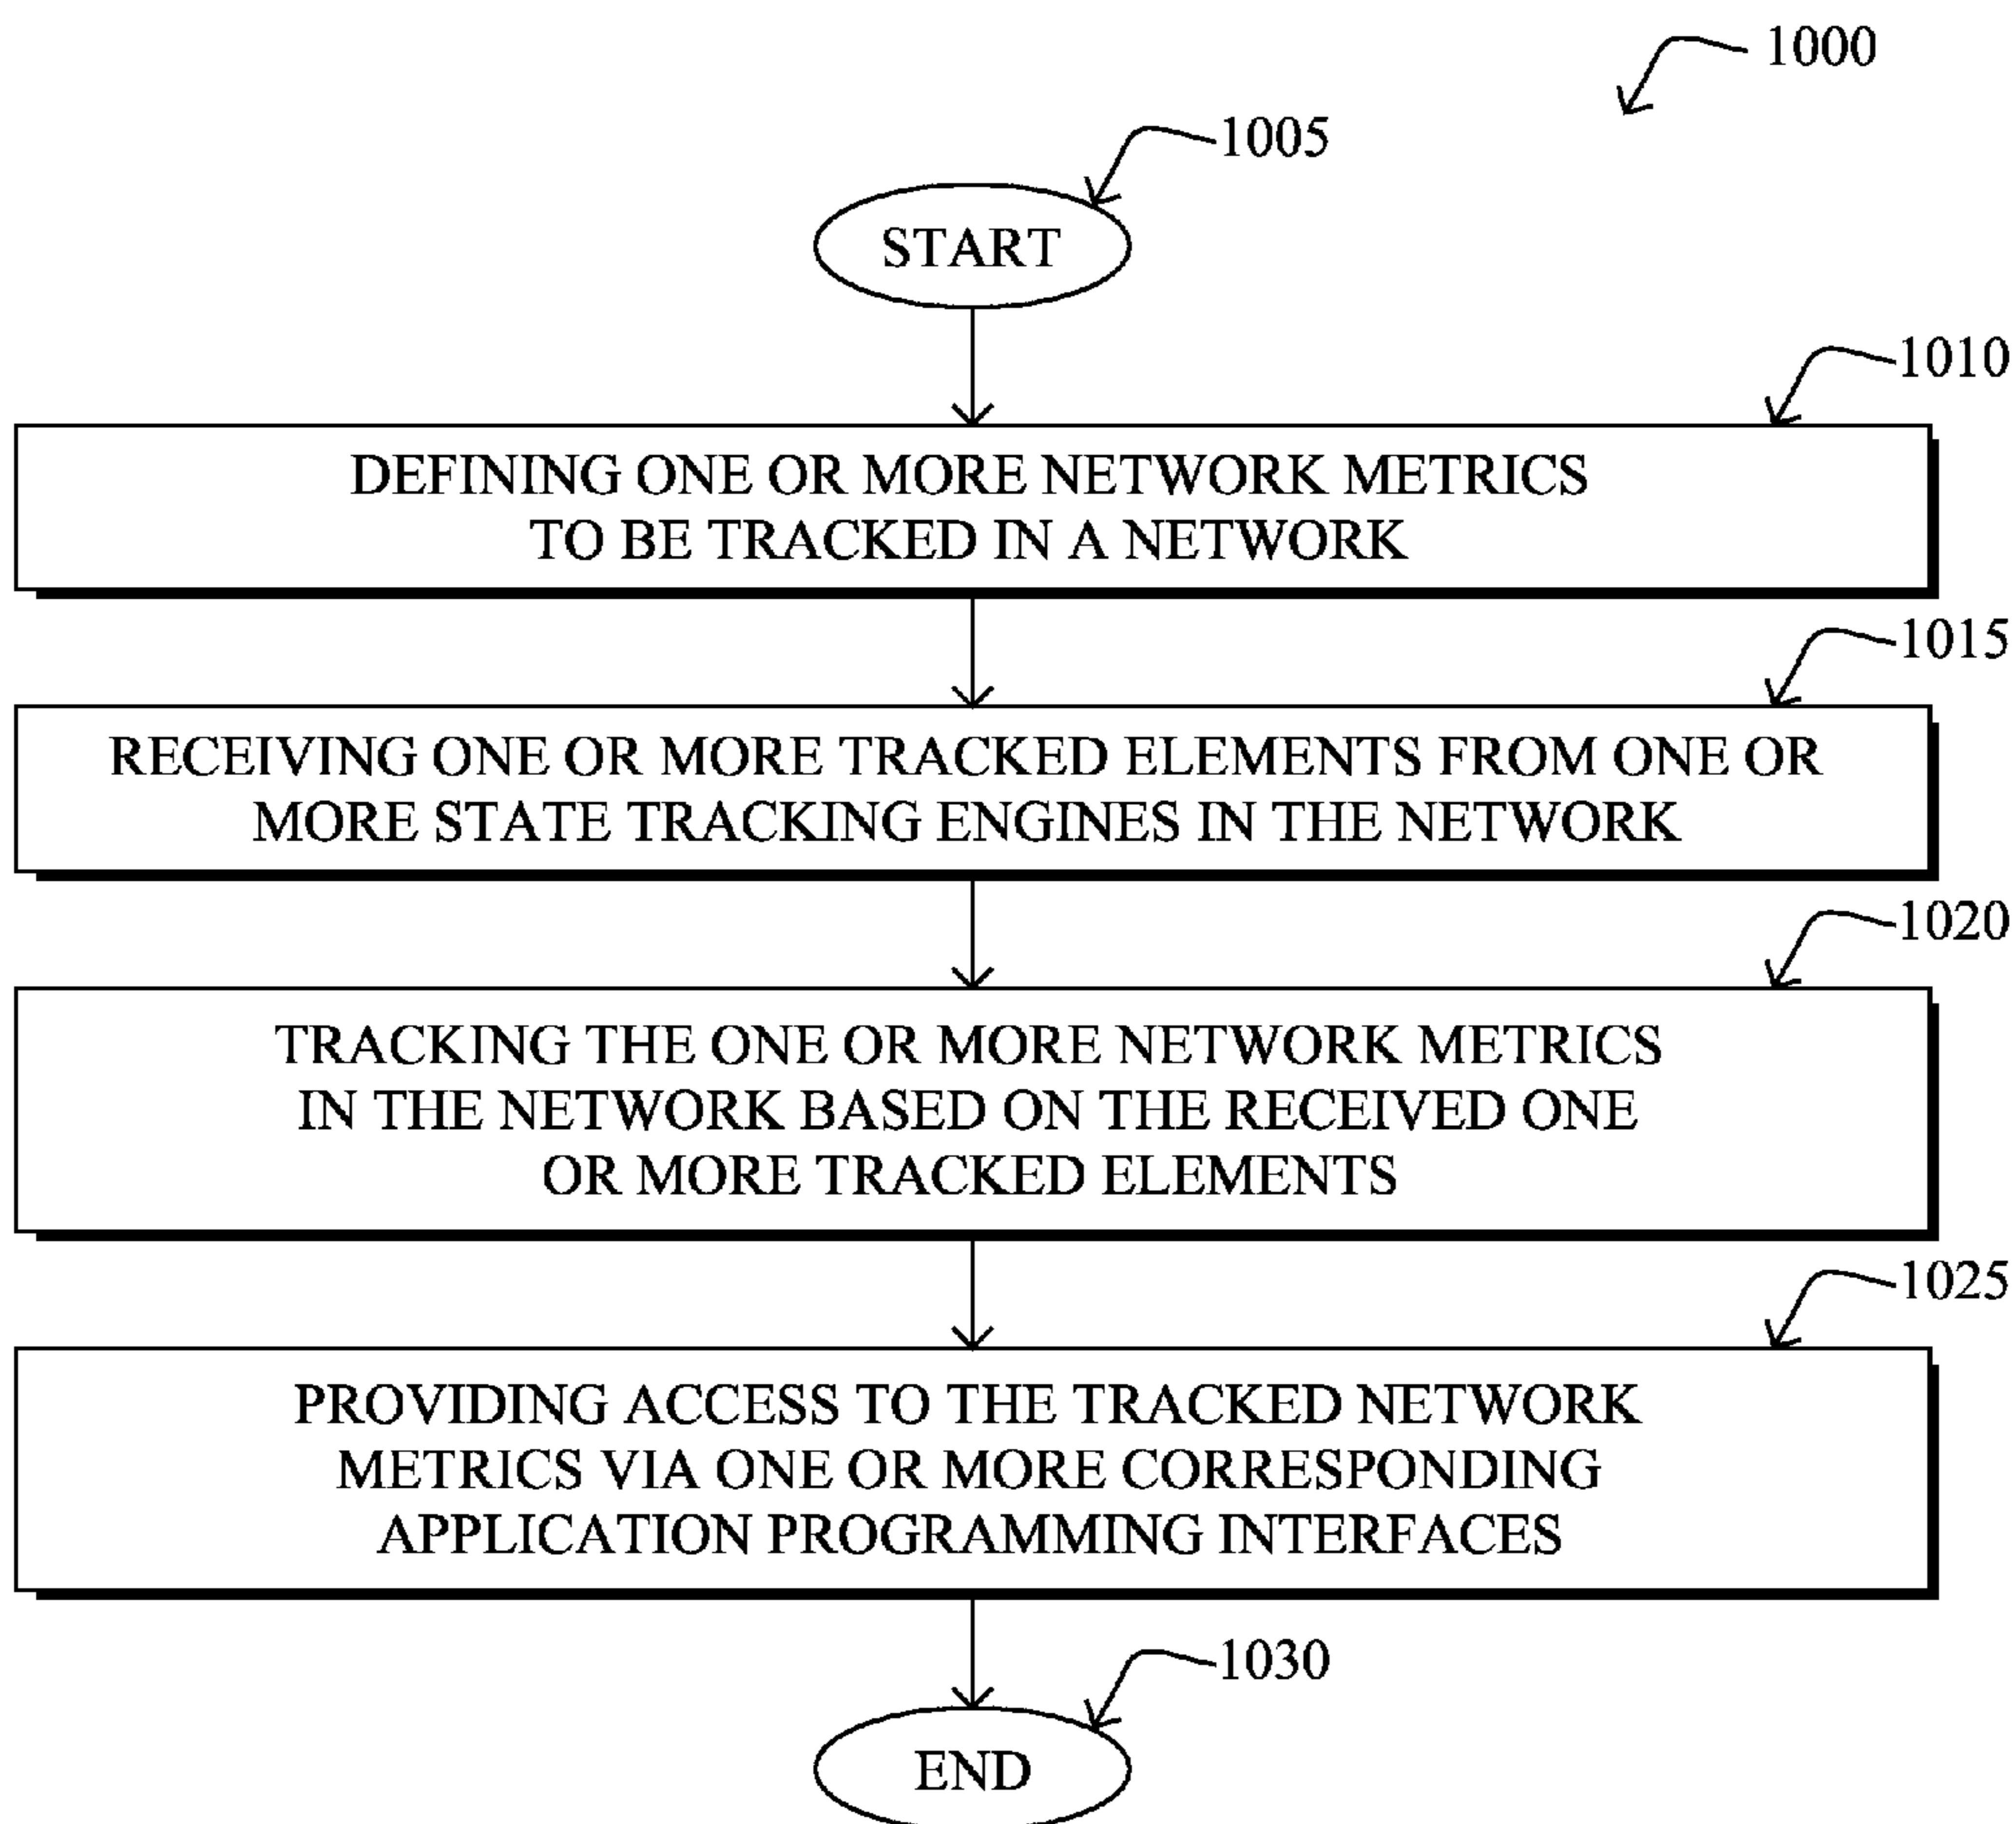 1000
1005
START
1010
DEFINING ONE OR MORE NETWORK METRICS
TO BE TRACKED IN A NETWORK
1015
RECEIVING ONE OR MORE TRACKED ELEMENTS FROM ONE OR
MORE STATE TRACKING ENGINES IN THE NETWORK
1020
TRACKING THE ONE OR MORE NETWORK METRICS
IN THE NETWORK BASED ON THE RECEIVED ONE
OR MORE TRACKED ELEMENTS
1025
PROVIDING ACCESS TO THE TRACKED NETWORK
METRICS VIA ONE OR MORE CORRESPONDING
APPLICATION PROGRAMMING INTERFACES
1030
END